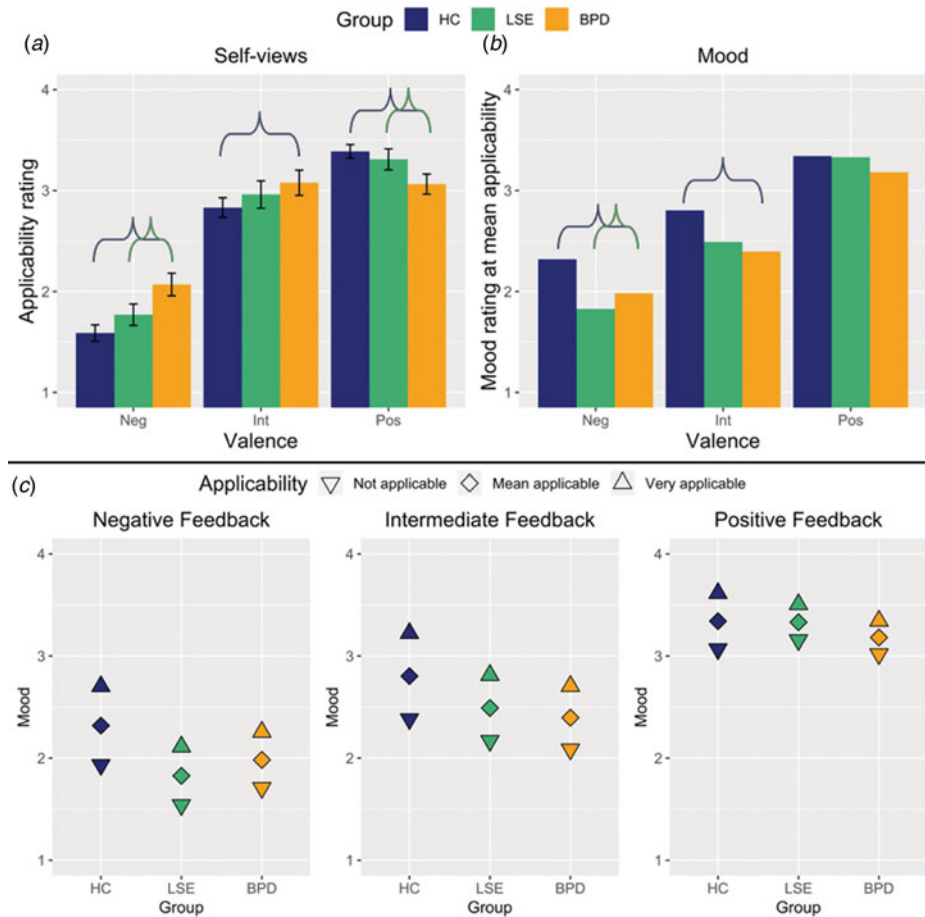 Group HC LSE BPD
(a) (b)
Self-views
Mood
Applicability rating
4
3
2
1
Neg Int Pos
Valence
Mood rating at mean applicability
4
3
2
1
Neg Int Pos
Valence
(c) Applicability Not applicable Mean applicable Very applicable
Negative Feedback
Mood
4
3
2
1
HC LSE BPD
Group
Intermediate Feedback
Mood
4
3
2
1
HC LSE BPD
Group
Positive Feedback
Mood
4
3
2
1
HC LSE BPD
Group